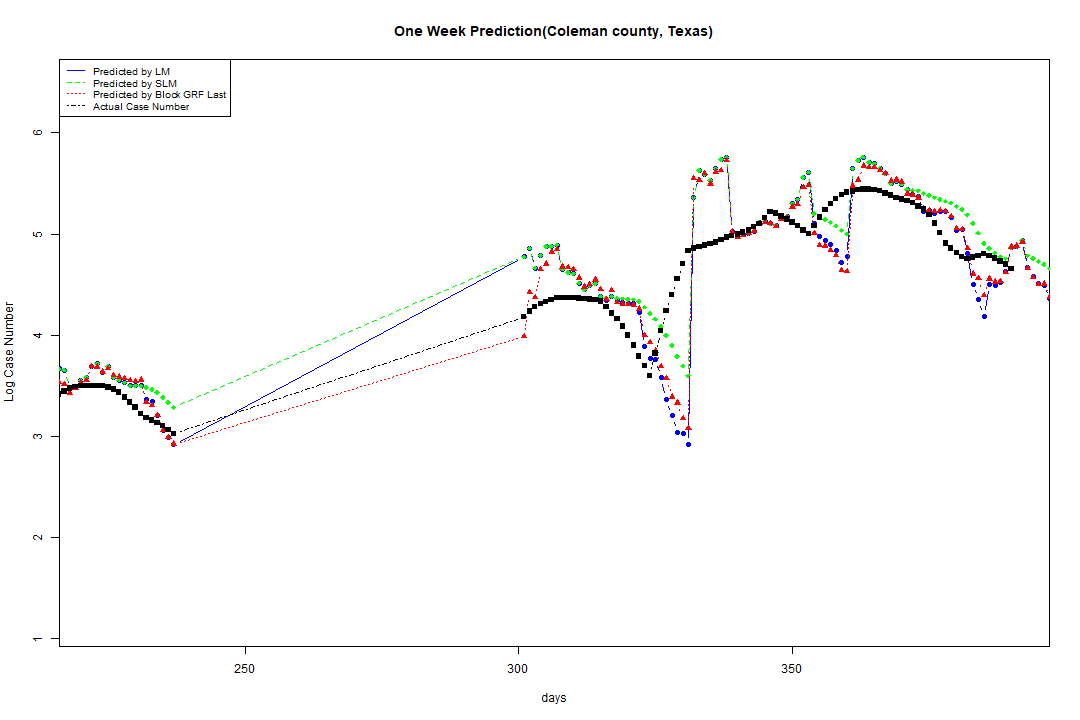 One Week Prediction(Coleman county, Texas)
Predicted by LM
Predicted by SLM
Predicted by Block GRF Last
Actual Case Number
6
5
4
3
2
1
Log Case Number
250 300 350
days